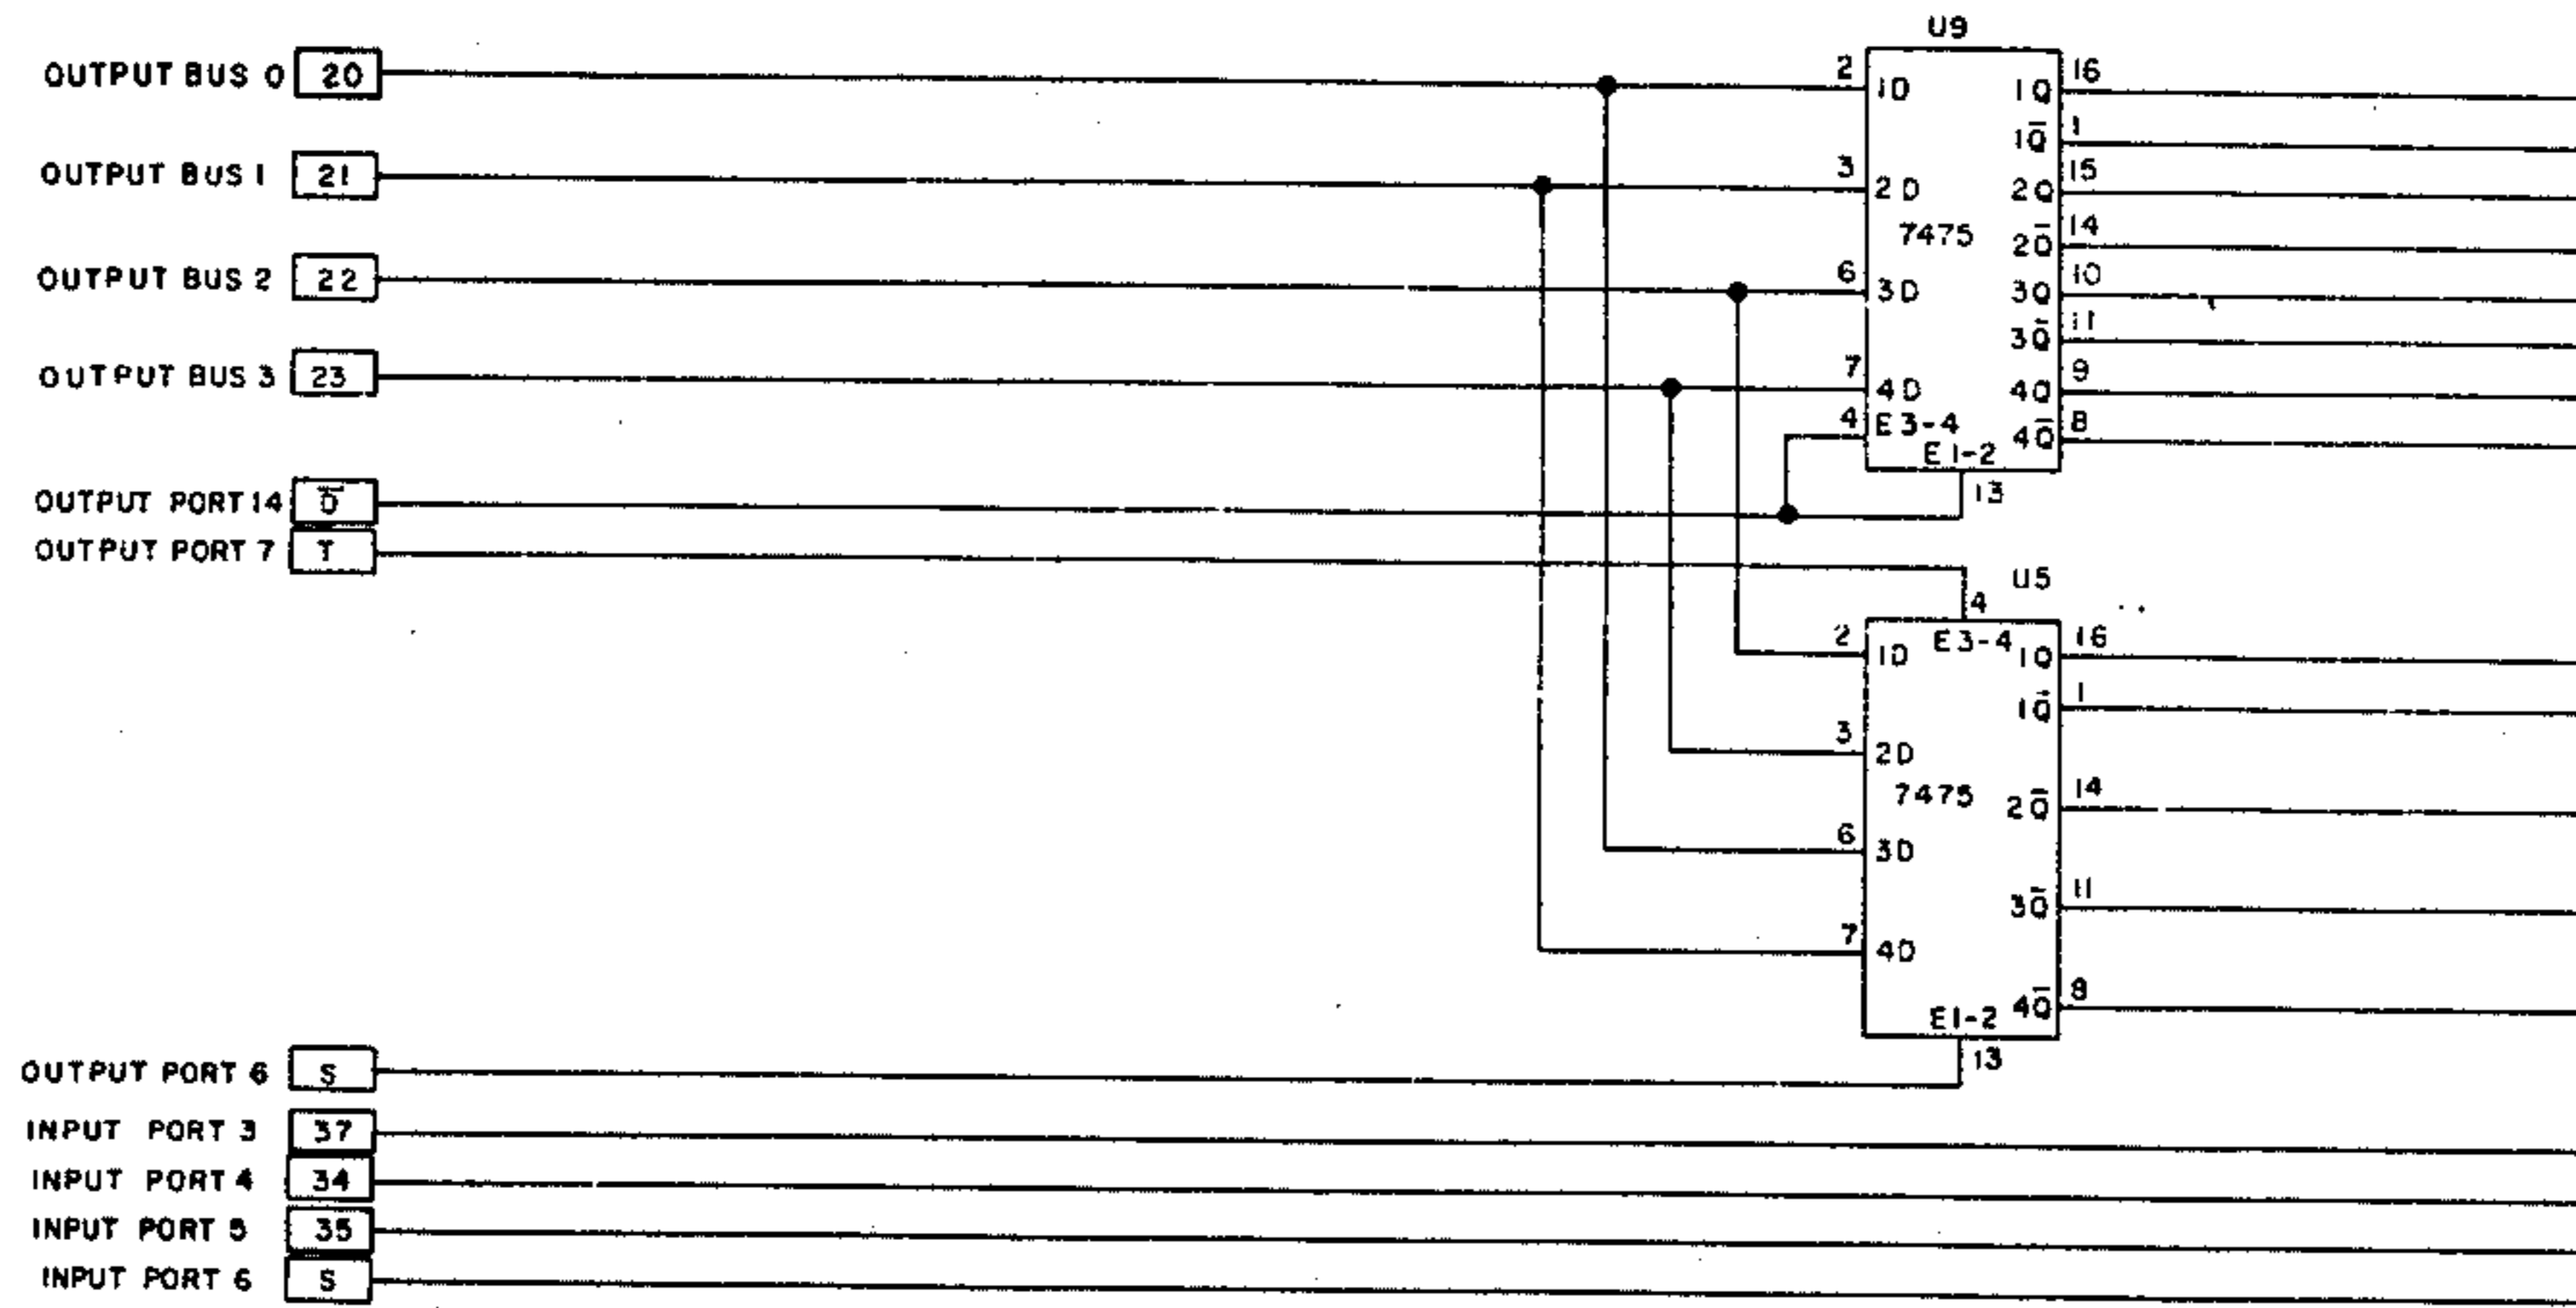 U9
OUTPUT BUS 0 20
2 1D 1Q 16
1Q̄ 1
OUTPUT BUS 1 21
3 2D 2Q 15
7475
2Q̄ 14
OUTPUT BUS 2 22
6 3D 3Q 10
3Q̄ 11
OUTPUT BUS 3 23
7 4D 4Q 9
4 E3-4 4Q̄ 8
E1-2
13
OUTPUT PORT 14 D̄
OUTPUT PORT 7 T
U5
4
E3-4
2 1D 1Q 16
1Q̄ 1
3 2D
7475
2Q̄ 14
6 3D
3Q̄ 11
7 4D
4Q̄ 8
E1-2
13
OUTPUT PORT 6 S
INPUT PORT 3 37
INPUT PORT 4 34
INPUT PORT 5 35
INPUT PORT 6 S